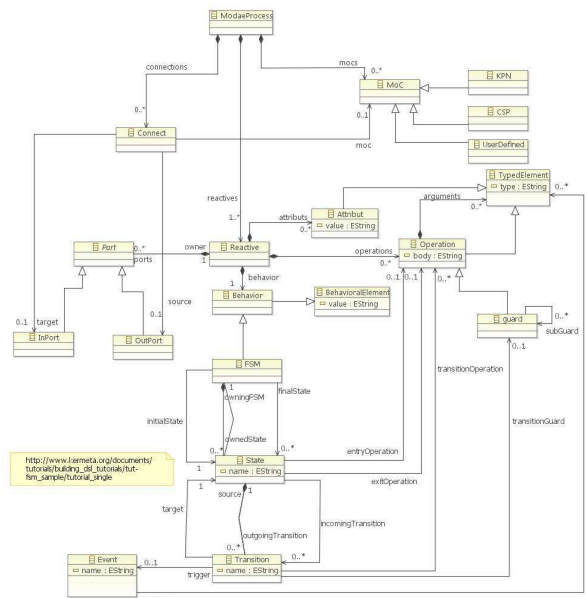 ModaeProcess
connections
mocs
0..*
MoC
KPN
CSP
UserDefined
0..*
0..1
moc
Connect
reactives
1..*
TypedElement
type : EString
0..*
arguments
0..*
Attribut
value : EString
attributs
0..*
Part
0..*
ports
owner
1
Reactive
operations
0..*
Operation
body : EString
behavior
1
Behavior
BehavioralElement
value : EString
0..1
0..1
0..*
guard
0..*
subGuard
0..1
source
0..1
target
0..1
InPort
OutPort
FSM
1
owningFSM
finalState
transitionOperation
transitionGuard
initialState
ownedState
0..*
0..*
1
State
name : EString
entryOperation
exitOperation
http://www.kermeta.org/documents/
tutorials/building_dsl_tutorials/tut-
fsm_sample/tutorial_single
1
source
1
target
outgoingTransition
incomingTransition
0..*
0..*
Event
name : EString
0..1
trigger
Transition
name : EString